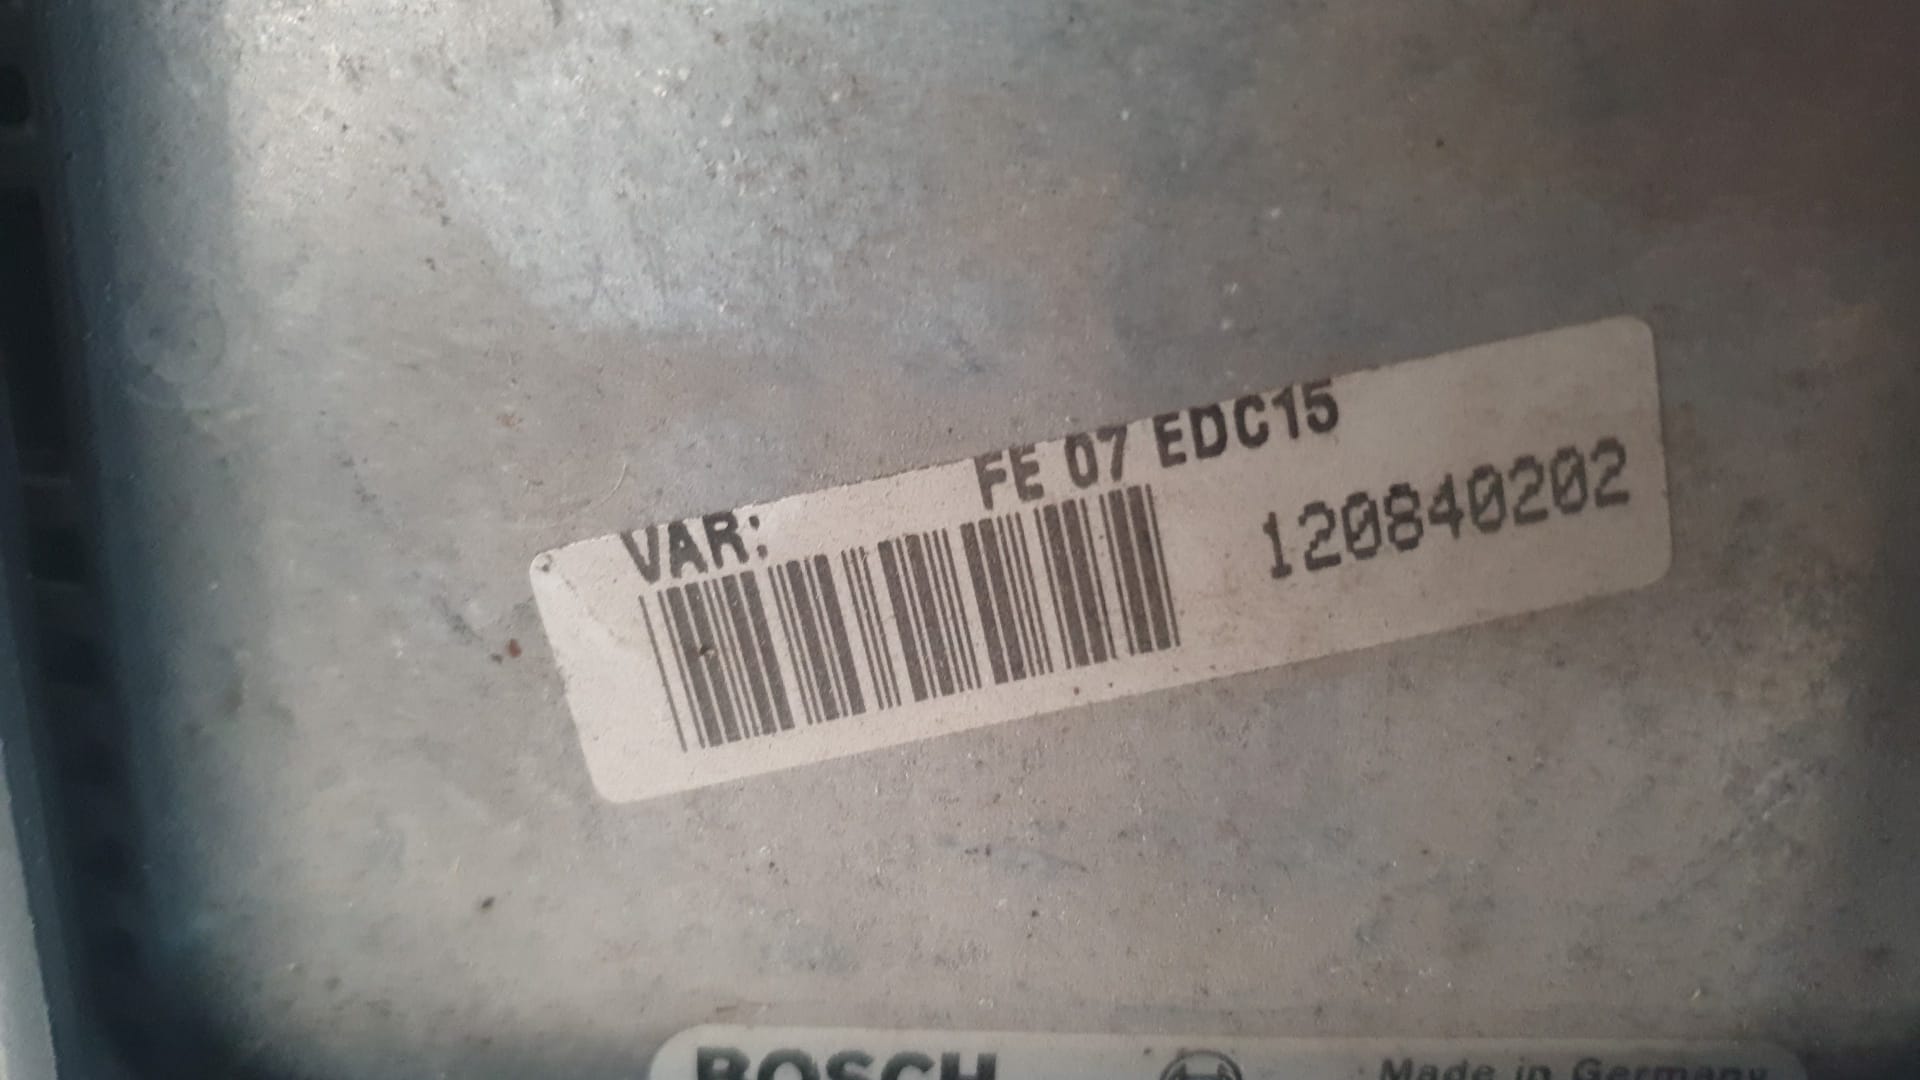 VAR: FE 07 EDC15
120840202
BOSCH Made in Germany